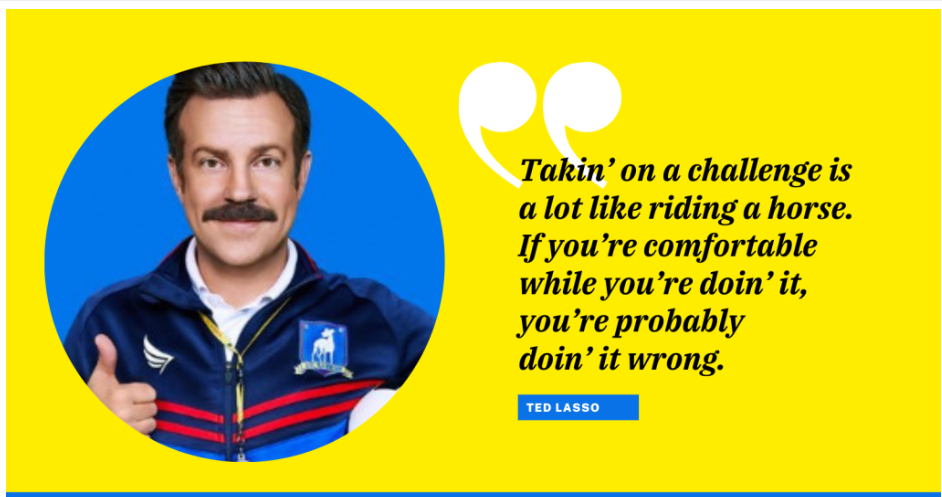 Takin’ on a challenge is
a lot like riding a horse.
If you’re comfortable
while you’re doin’ it,
you’re probably
doin’ it wrong.
TED LASSO